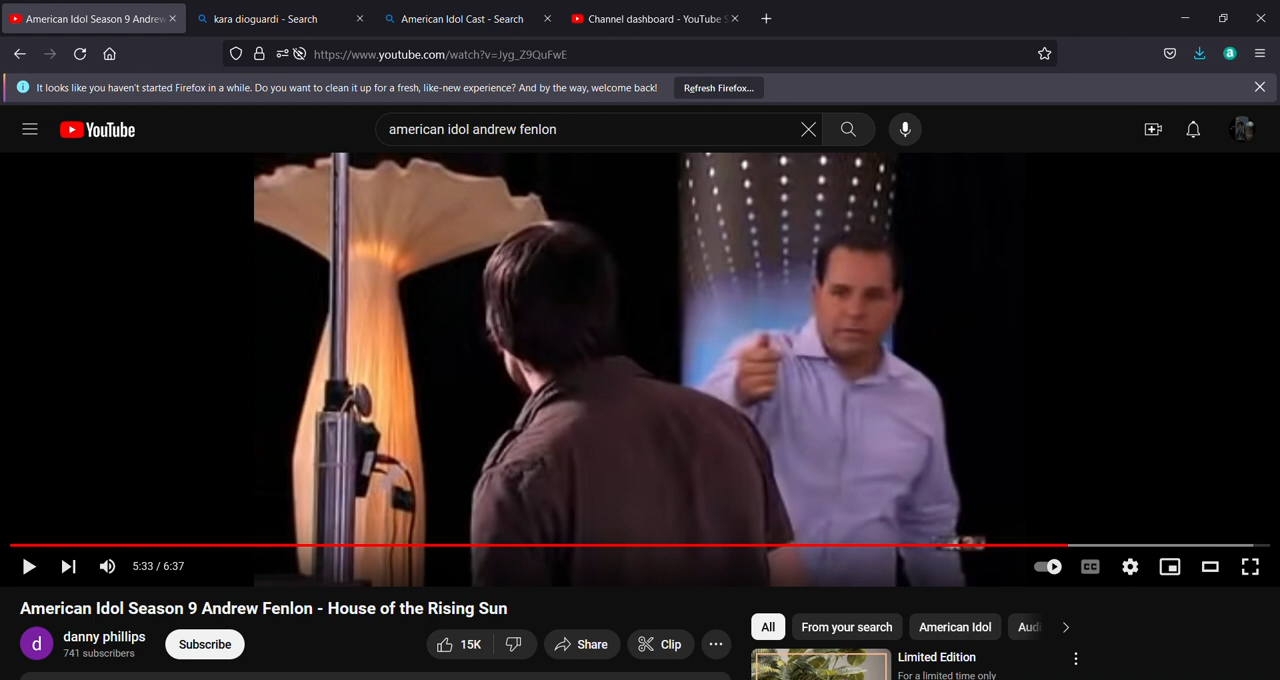 American Idol Season 9 Andrew
kara dioguardi - Search
American Idol Cast - Search
Channel dashboard - YouTube S
https://www.youtube.com/watch?v=Jyg_Z9QuFwE
It looks like you haven't started Firefox in a while. Do you want to clean it up for a fresh, like-new experience? And by the way, welcome back!
Refresh Firefox...
YouTube
american idol andrew fenlon
5:33 / 6:37
CC
American Idol Season 9 Andrew Fenlon - House of the Rising Sun
d
danny phillips
741 subscribers
Subscribe
15K
Share
Clip
All
From your search
American Idol
Audi
Limited Edition
For a limited time only